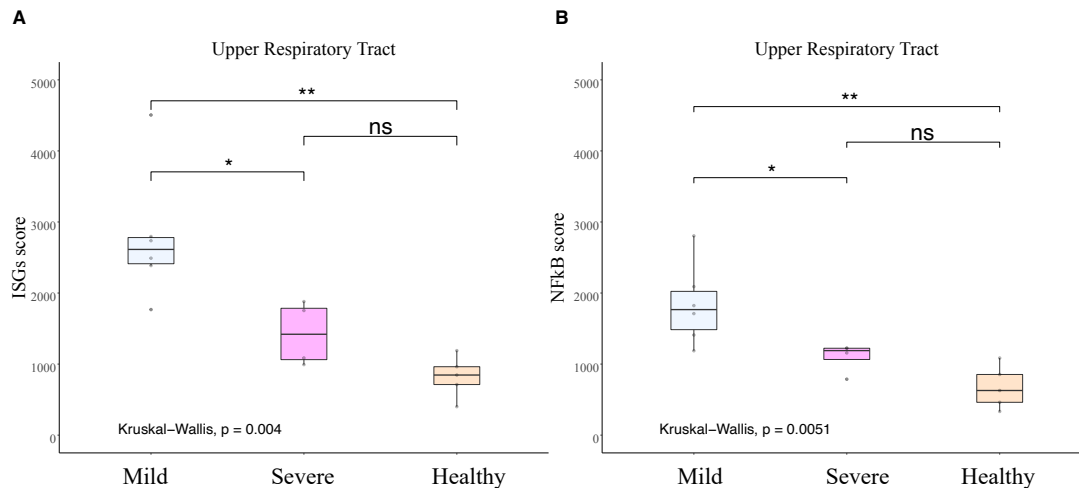 A
Upper Respiratory Tract
5000
4000
3000
2000
1000
0
ISGs score
**
ns
*
Kruskal–Wallis, p = 0.004
Mild Severe Healthy
B
Upper Respiratory Tract
5000
4000
3000
2000
1000
0
NFkB score
**
ns
*
Kruskal–Wallis, p = 0.0051
Mild Severe Healthy